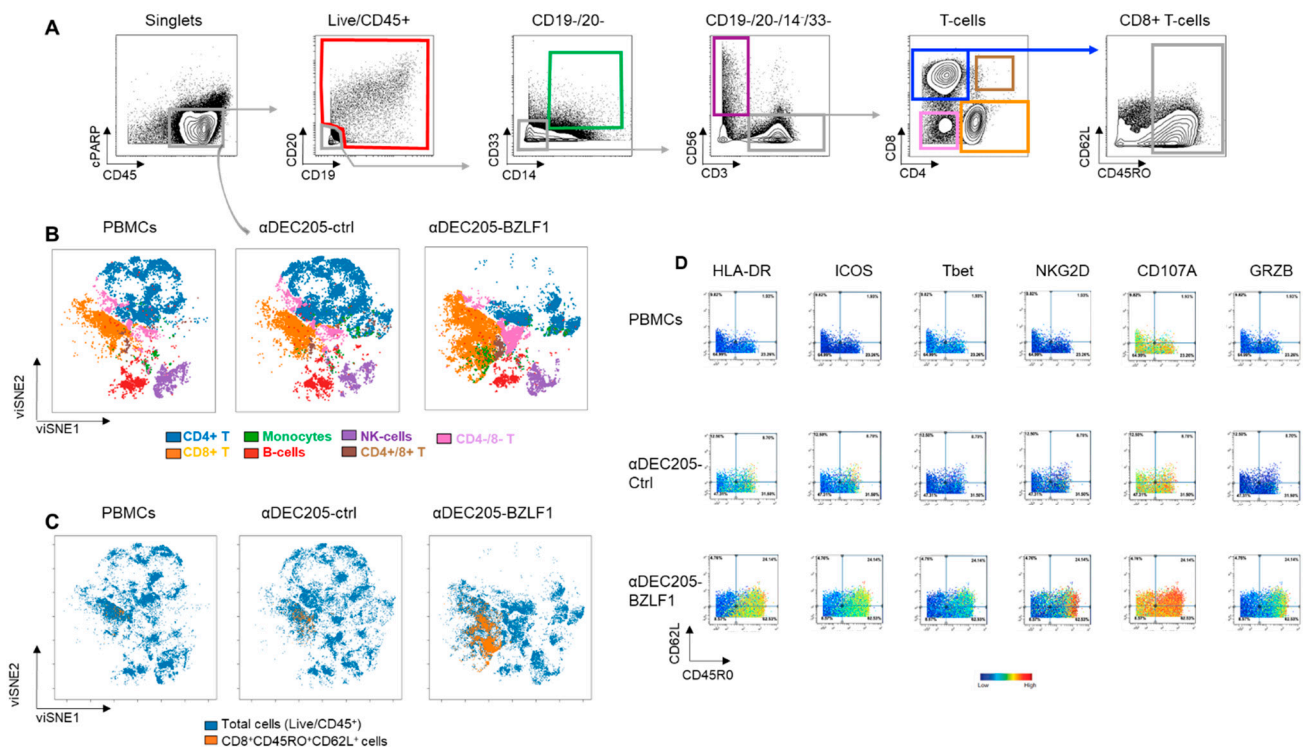 A
Singlets
Live/CD45+
CD19-/20-
CD19-/20-/14-/33-
T-cells
CD8+ T-cells
cPARP
CD45
CD20
CD19
CD33
CD14
CD56
CD3
CD8
CD4
CD62L
CD45RO
B
PBMCs
αDEC205-ctrl
αDEC205-BZLF1
viSNE2
viSNE1
CD4+ T
Monocytes
NK-cells
CD4-/8- T
CD8+ T
B-cells
CD4+/8+ T
C
PBMCs
αDEC205-ctrl
αDEC205-BZLF1
viSNE2
viSNE1
Total cells (Live/CD45⁺)
CD8⁺CD45RO⁺CD62L⁺ cells
D
HLA-DR
ICOS
Tbet
NKG2D
CD107A
GRZB
PBMCs
αDEC205-
Ctrl
αDEC205-
BZLF1
CD62L
CD45R0
Low
High